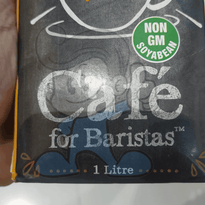 NON
GM
SOYABEAN
Café
for Baristas™
1 Litre